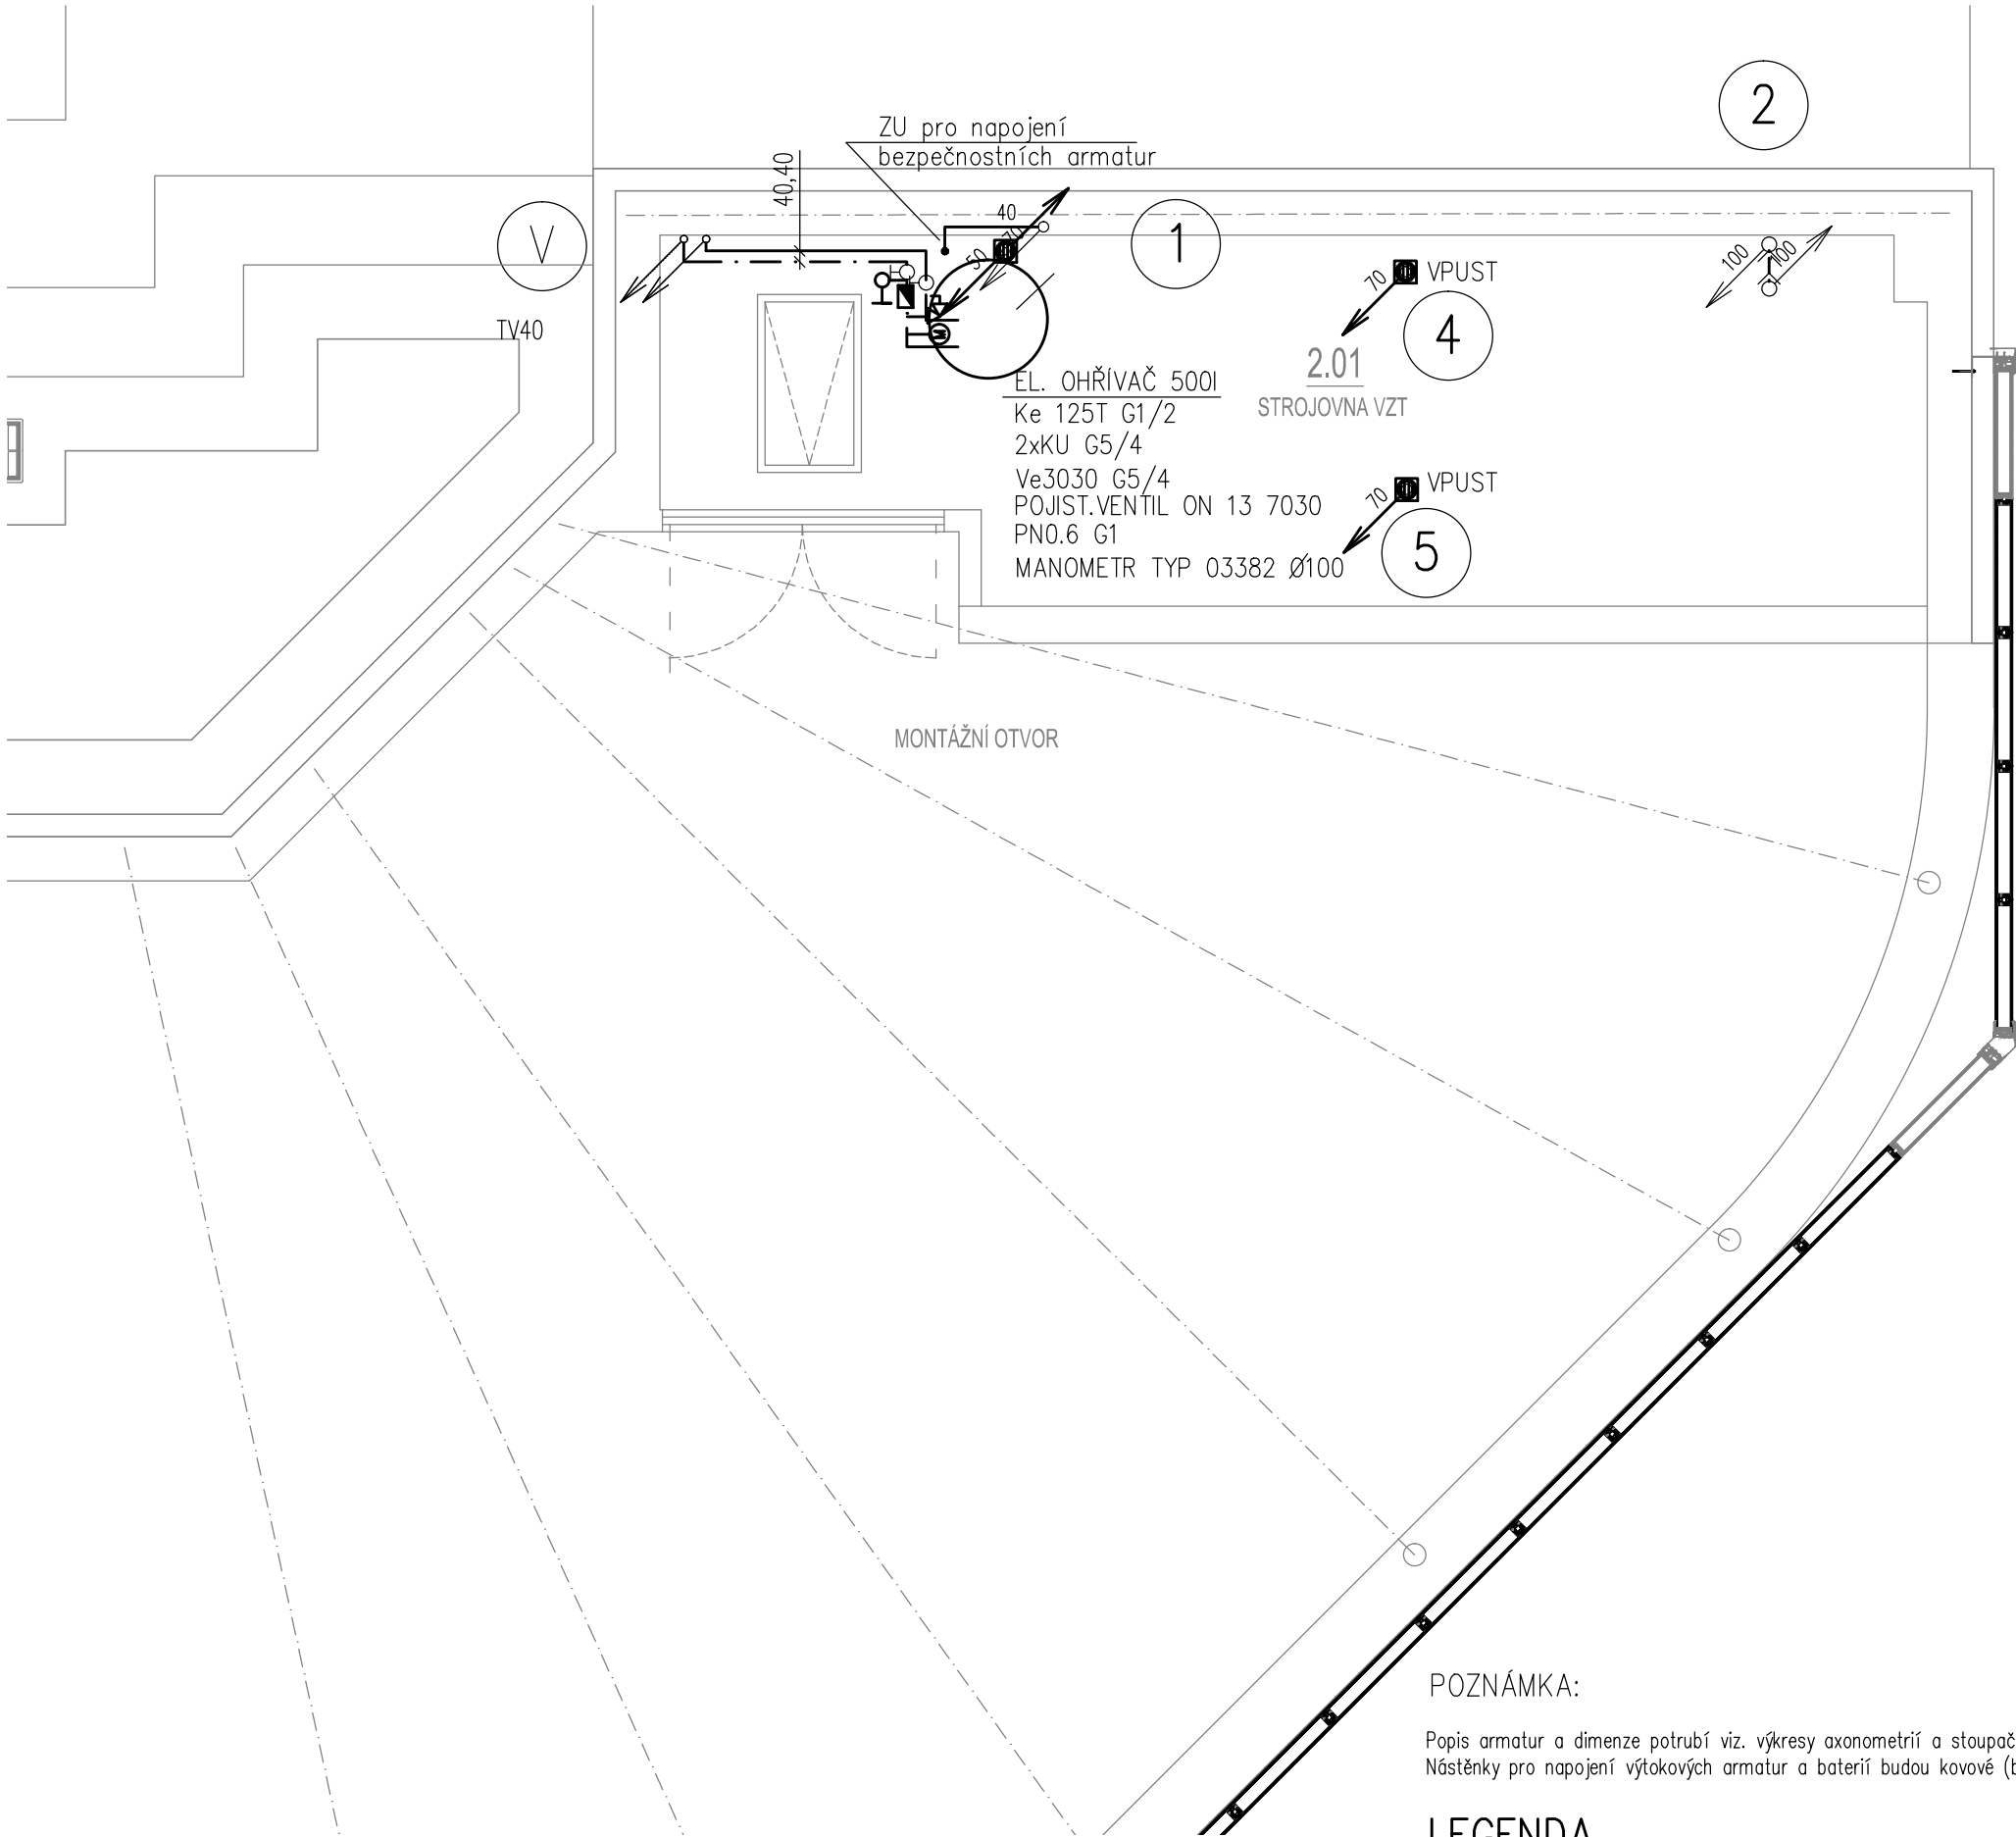 2
ZU pro napojení
bezpečnostních armatur
40,40
V
40
70
50
1
100
100
70
VPUST
4
TV40
2.01
STROJOVNA VZT
EL. OHŘÍVAČ 500l
Ke 125T G1/2
2xKU G5/4
Ve3030 G5/4
POJIST.VENTIL ON 13 7030
PN0.6 G1
MANOMETR TYP 03382 Ø100
M
70
VPUST
5
MONTÁŽNÍ OTVOR
POZNÁMKA:
Popis armatur a dimenze potrubí viz. výkresy axonometrií a stoupač
Nástěnky pro napojení výtokových armatur a baterií budou kovové (
LEGENDA